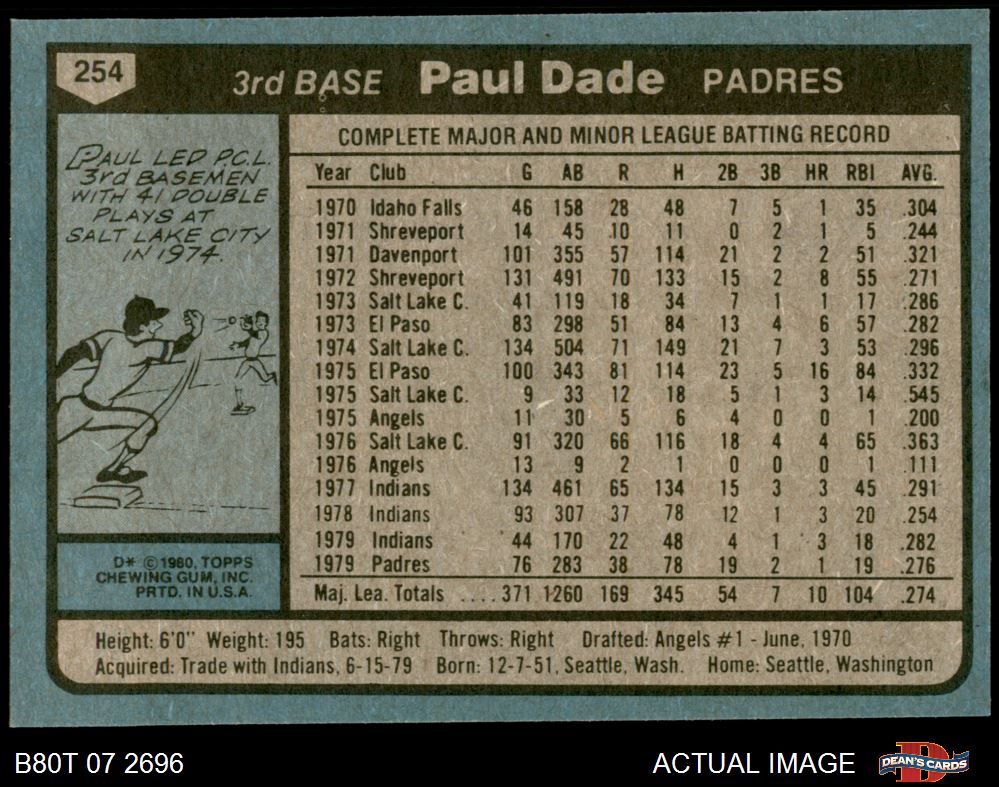 254
3rd BASE Paul Dade PADRES
PAUL LED P.C.L.
3rd BASEMEN
WITH 41 DOUBLE
PLAYS AT
SALT LAKE CITY
IN 1974.
D* ©1980, TOPPS
CHEWING GUM, INC.
PRTD. IN U.S.A.
COMPLETE MAJOR AND MINOR LEAGUE BATTING RECORD
Year Club G AB R H 2B 3B HR RBI AVG.
1970 Idaho Falls 46 158 28 48 7 5 1 35 .304
1971 Shreveport 14 45 10 11 0 2 1 5 .244
1971 Davenport 101 355 57 114 21 2 2 51 .321
1972 Shreveport 131 491 70 133 15 2 8 55 .271
1973 Salt Lake C. 41 119 18 34 7 1 1 17 .286
1973 El Paso 83 298 51 84 13 4 6 57 .282
1974 Salt Lake C. 134 504 71 149 21 7 3 53 .296
1975 El Paso 100 343 81 114 23 5 16 84 .332
1975 Salt Lake C. 9 33 12 18 5 1 3 14 .545
1975 Angels 11 30 5 6 4 0 0 1 .200
1976 Salt Lake C. 91 320 66 116 18 4 4 65 .363
1976 Angels 13 9 2 1 0 0 0 1 .111
1977 Indians 134 461 65 134 15 3 3 45 .291
1978 Indians 93 307 37 78 12 1 3 20 .254
1979 Indians 44 170 22 48 4 1 3 18 .282
1979 Padres 76 283 38 78 19 2 1 19 .276
Maj. Lea. Totals ....371 1260 169 345 54 7 10 104 .274
Height: 6'0" Weight: 195 Bats: Right Throws: Right Drafted: Angels #1 - June, 1970
Acquired: Trade with Indians, 6-15-79 Born: 12-7-51, Seattle, Wash. Home: Seattle, Washington
B80T 07 2696 ACTUAL IMAGE DEAN'S CARDS